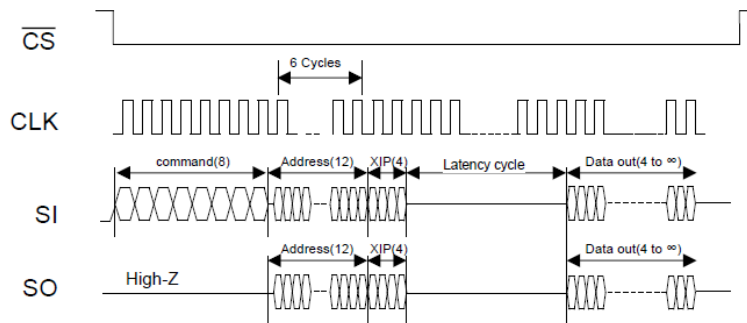 CS
6 Cycles
CLK
command(8) Address(12) XIP(4) Latency cycle Data out(4 to ∞)
SI
Address(12) XIP(4) Data out(4 to ∞)
High-Z
SO